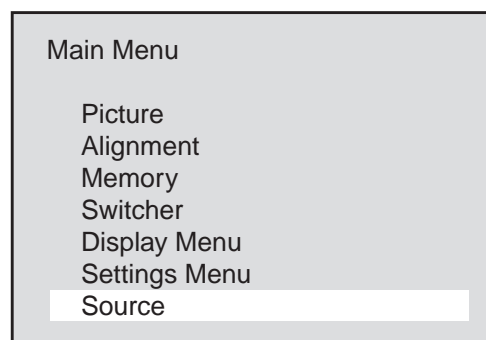 Main Menu
Picture
Alignment
Memory
Switcher
Display Menu
Settings Menu
Source